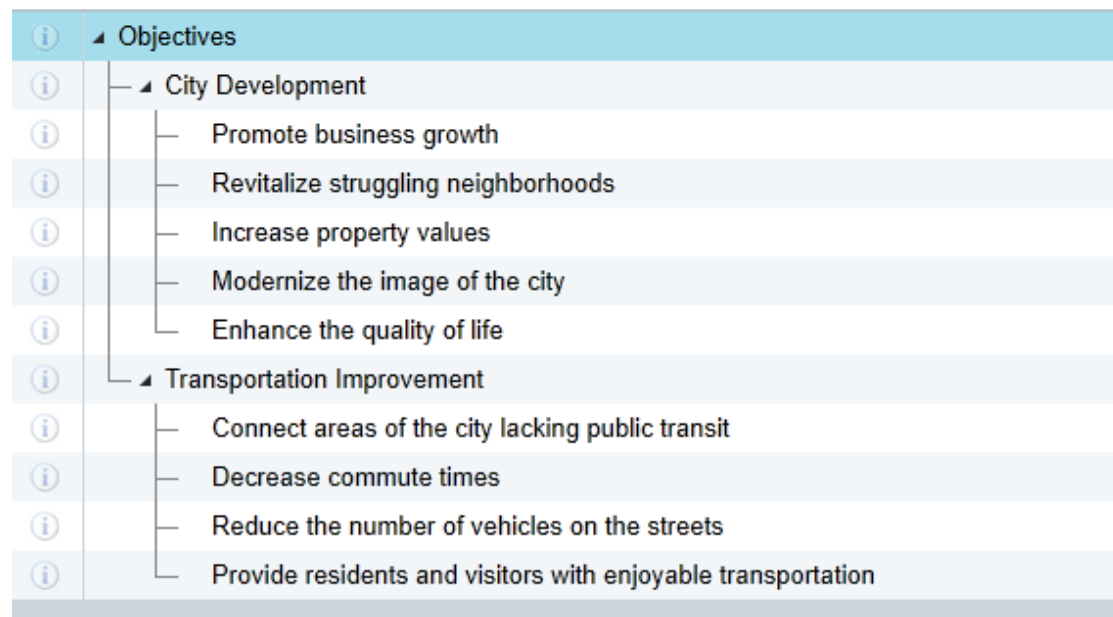 Objectives
City Development
Promote business growth
Revitalize struggling neighborhoods
Increase property values
Modernize the image of the city
Enhance the quality of life
Transportation Improvement
Connect areas of the city lacking public transit
Decrease commute times
Reduce the number of vehicles on the streets
Provide residents and visitors with enjoyable transportation